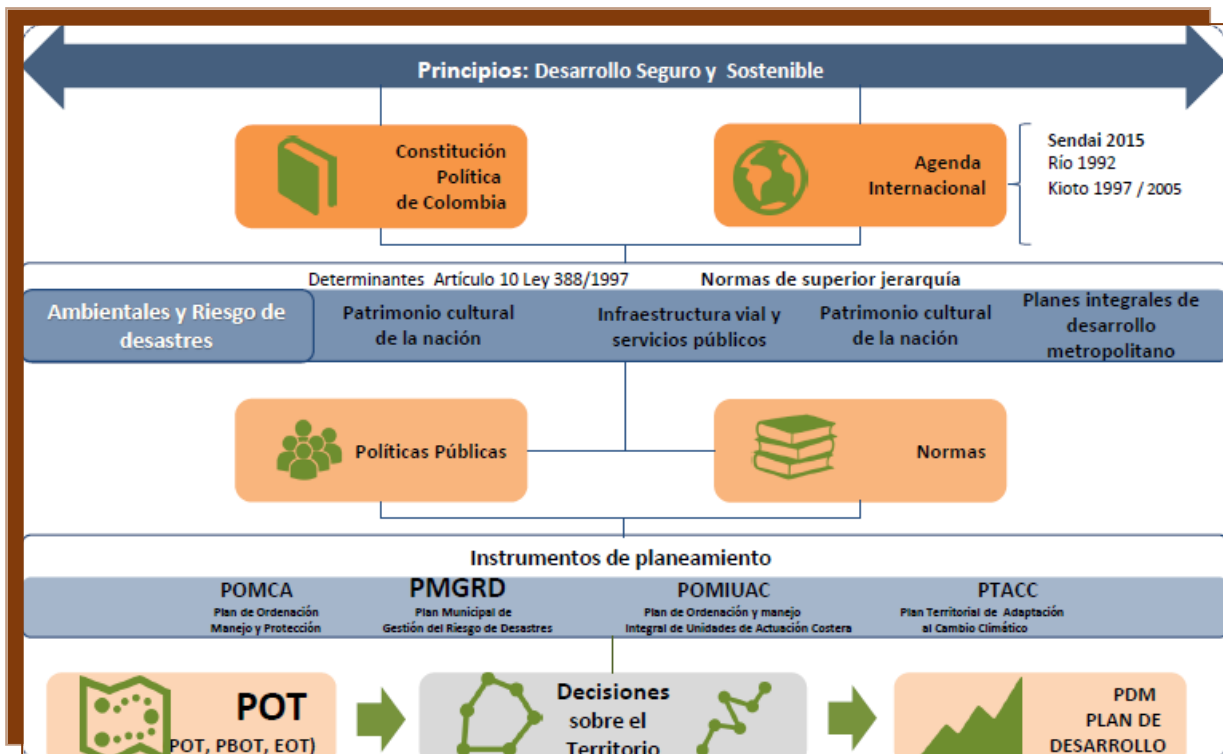 Principios: Desarrollo Seguro y Sostenible
Constitución
Política
de Colombia
Agenda
Internacional
Sendai 2015
Río 1992
Kioto 1997 / 2005
Determinantes Artículo 10 Ley 388/1997
Normas de superior jerarquía
Ambientales y Riesgo de
desastres
Patrimonio cultural
de la nación
Infraestructura vial y
servicios públicos
Patrimonio cultural
de la nación
Planes integrales de
desarrollo
metropolitano
Políticas Públicas
Normas
Instrumentos de planeamiento
POMCA
Plan de Ordenación
Manejo y Protección
PMGRD
Plan Municipal de
Gestión del Riesgo de Desastres
POMIUAC
Plan de Ordenación y manejo
Integral de Unidades de Actuación Costera
PTACC
Plan Territorial de Adaptación
al Cambio Climático
POT
POT, PBOT, EOT)
Decisiones
sobre el
Territorio
PDM
PLAN DE
DESARROLLO